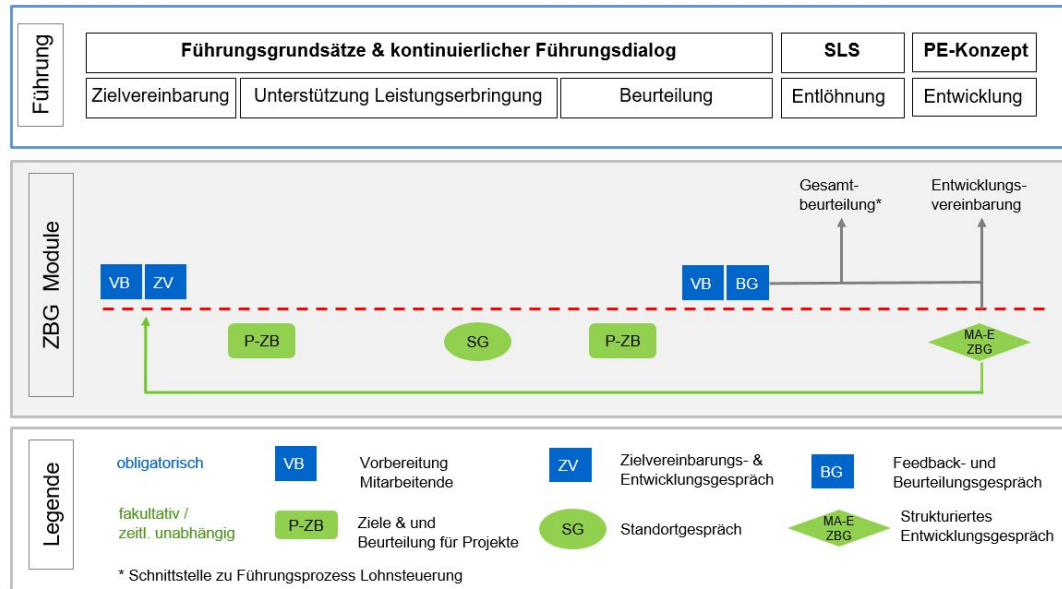 Führung
Führungsgrundsätze & kontinuierlicher Führungsdialog
SLS
PE-Konzept
Zielvereinbarung
Unterstützung Leistungserbringung
Beurteilung
Entlöhnung
Entwicklung
ZBG Module
Gesamt-
beurteilung*
Entwicklungs-
vereinbarung
VB
ZV
VB
BG
P-ZB
SG
P-ZB
MA-E
ZBG
Legende
obligatorisch
VB
Vorbereitung
Mitarbeitende
ZV
Zielvereinbarungs- &
Entwicklungsgespräch
BG
Feedback- und
Beurteilungsgespräch
fakultativ /
zeitl. unabhängig
P-ZB
Ziele & und
Beurteilung für Projekte
SG
Standortgespräch
MA-E
ZBG
Strukturiertes
Entwicklungsgespräch
* Schnittstelle zu Führungsprozess Lohnsteuerung